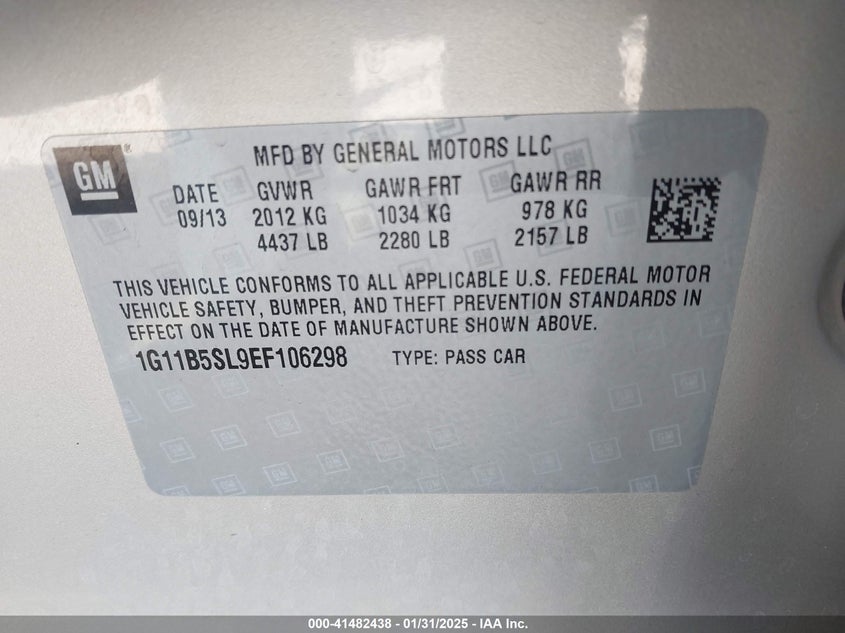 GM
®
MFD BY GENERAL MOTORS LLC
DATE GVWR GAWR FRT GAWR RR
09/13 2012 KG 1034 KG 978 KG
4437 LB 2280 LB 2157 LB
THIS VEHICLE CONFORMS TO ALL APPLICABLE U.S. FEDERAL MOTOR
VEHICLE SAFETY, BUMPER, AND THEFT PREVENTION STANDARDS IN
EFFECT ON THE DATE OF MANUFACTURE SHOWN ABOVE.
1G11B5SL9EF106298 TYPE: PASS CAR
000-41482438 - 01/31/2025 - IAA Inc.